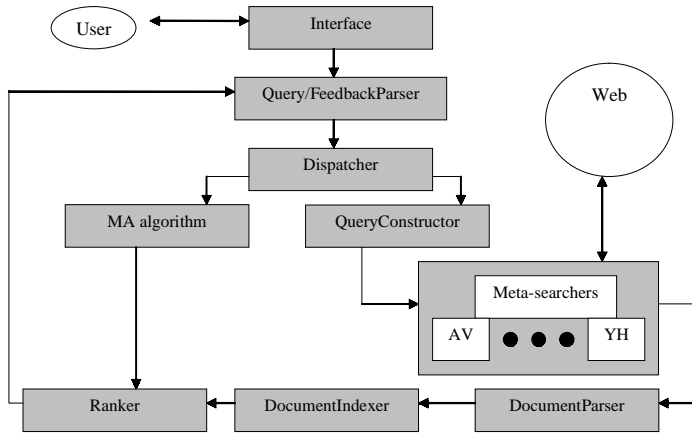 User
Interface
Query/FeedbackParser
Web
Dispatcher
MA algorithm
QueryConstructor
Meta-searchers
AV
YH
Ranker
DocumentIndexer
DocumentParser